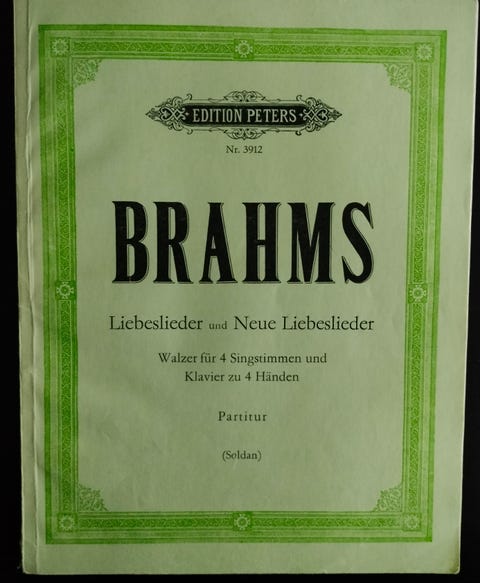 EDITION PETERS
Nr. 3912
BRAHMS
Liebeslieder und Neue Liebeslieder
Walzer für 4 Singstimmen und
Klavier zu 4 Händen
Partitur
(Soldan)